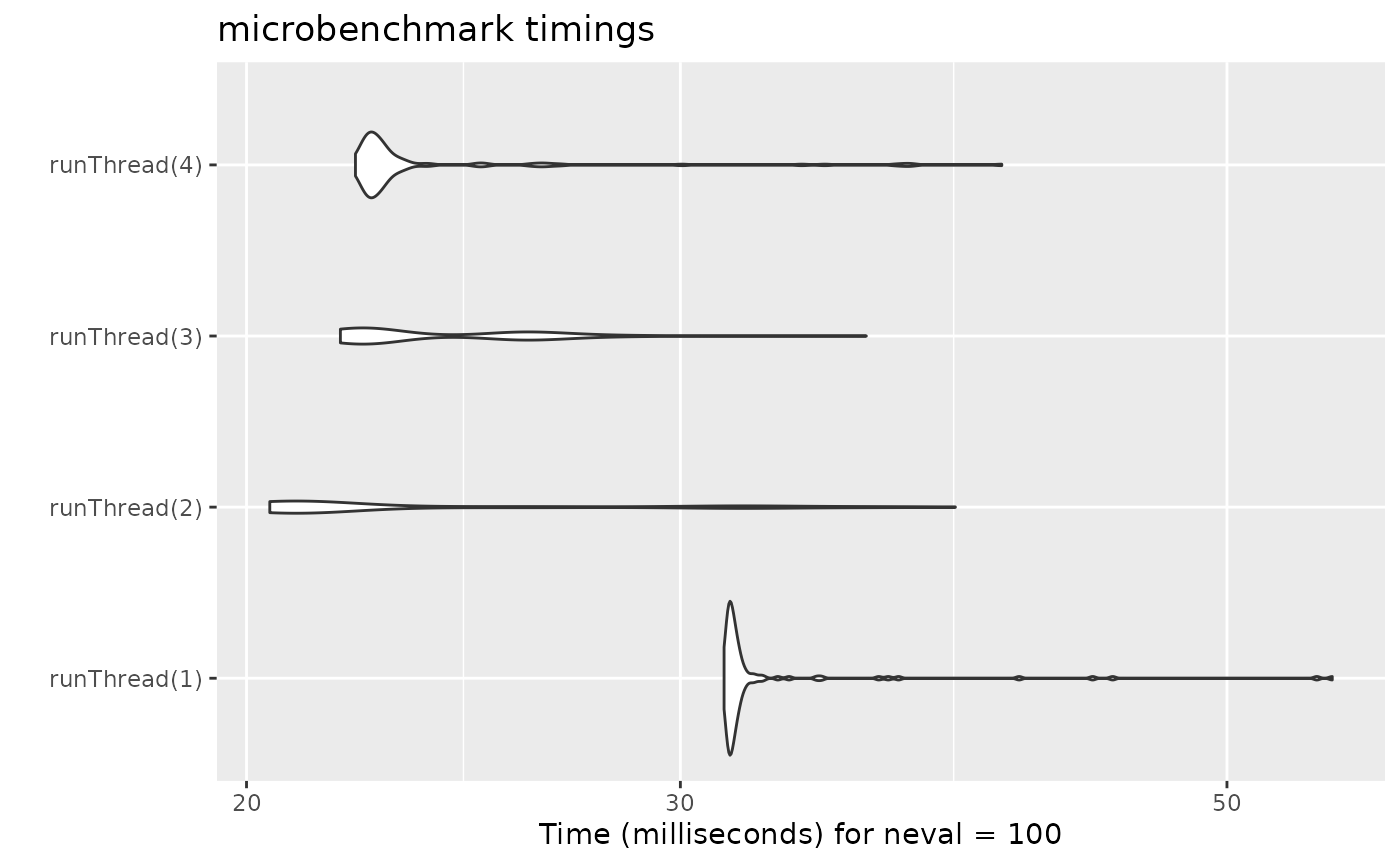 microbenchmark timings
runThread(4)
runThread(3)
runThread(2)
runThread(1)
20 30 50
Time (milliseconds) for neval = 100